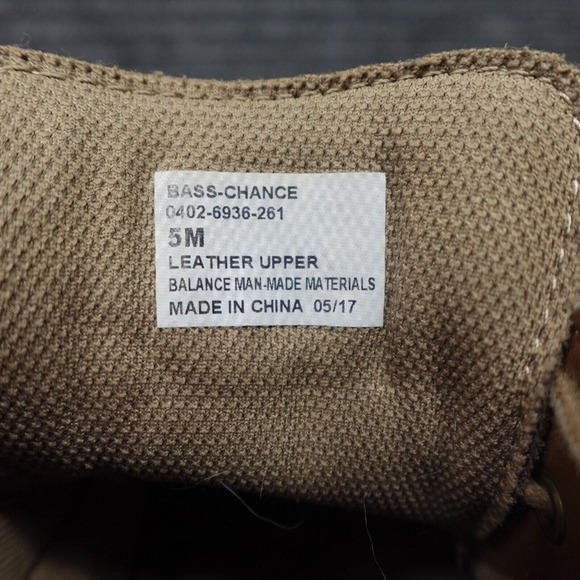 BASS-CHANCE
0402-6936-261
5M
LEATHER UPPER
BALANCE MAN-MADE MATERIALS
MADE IN CHINA 05/17